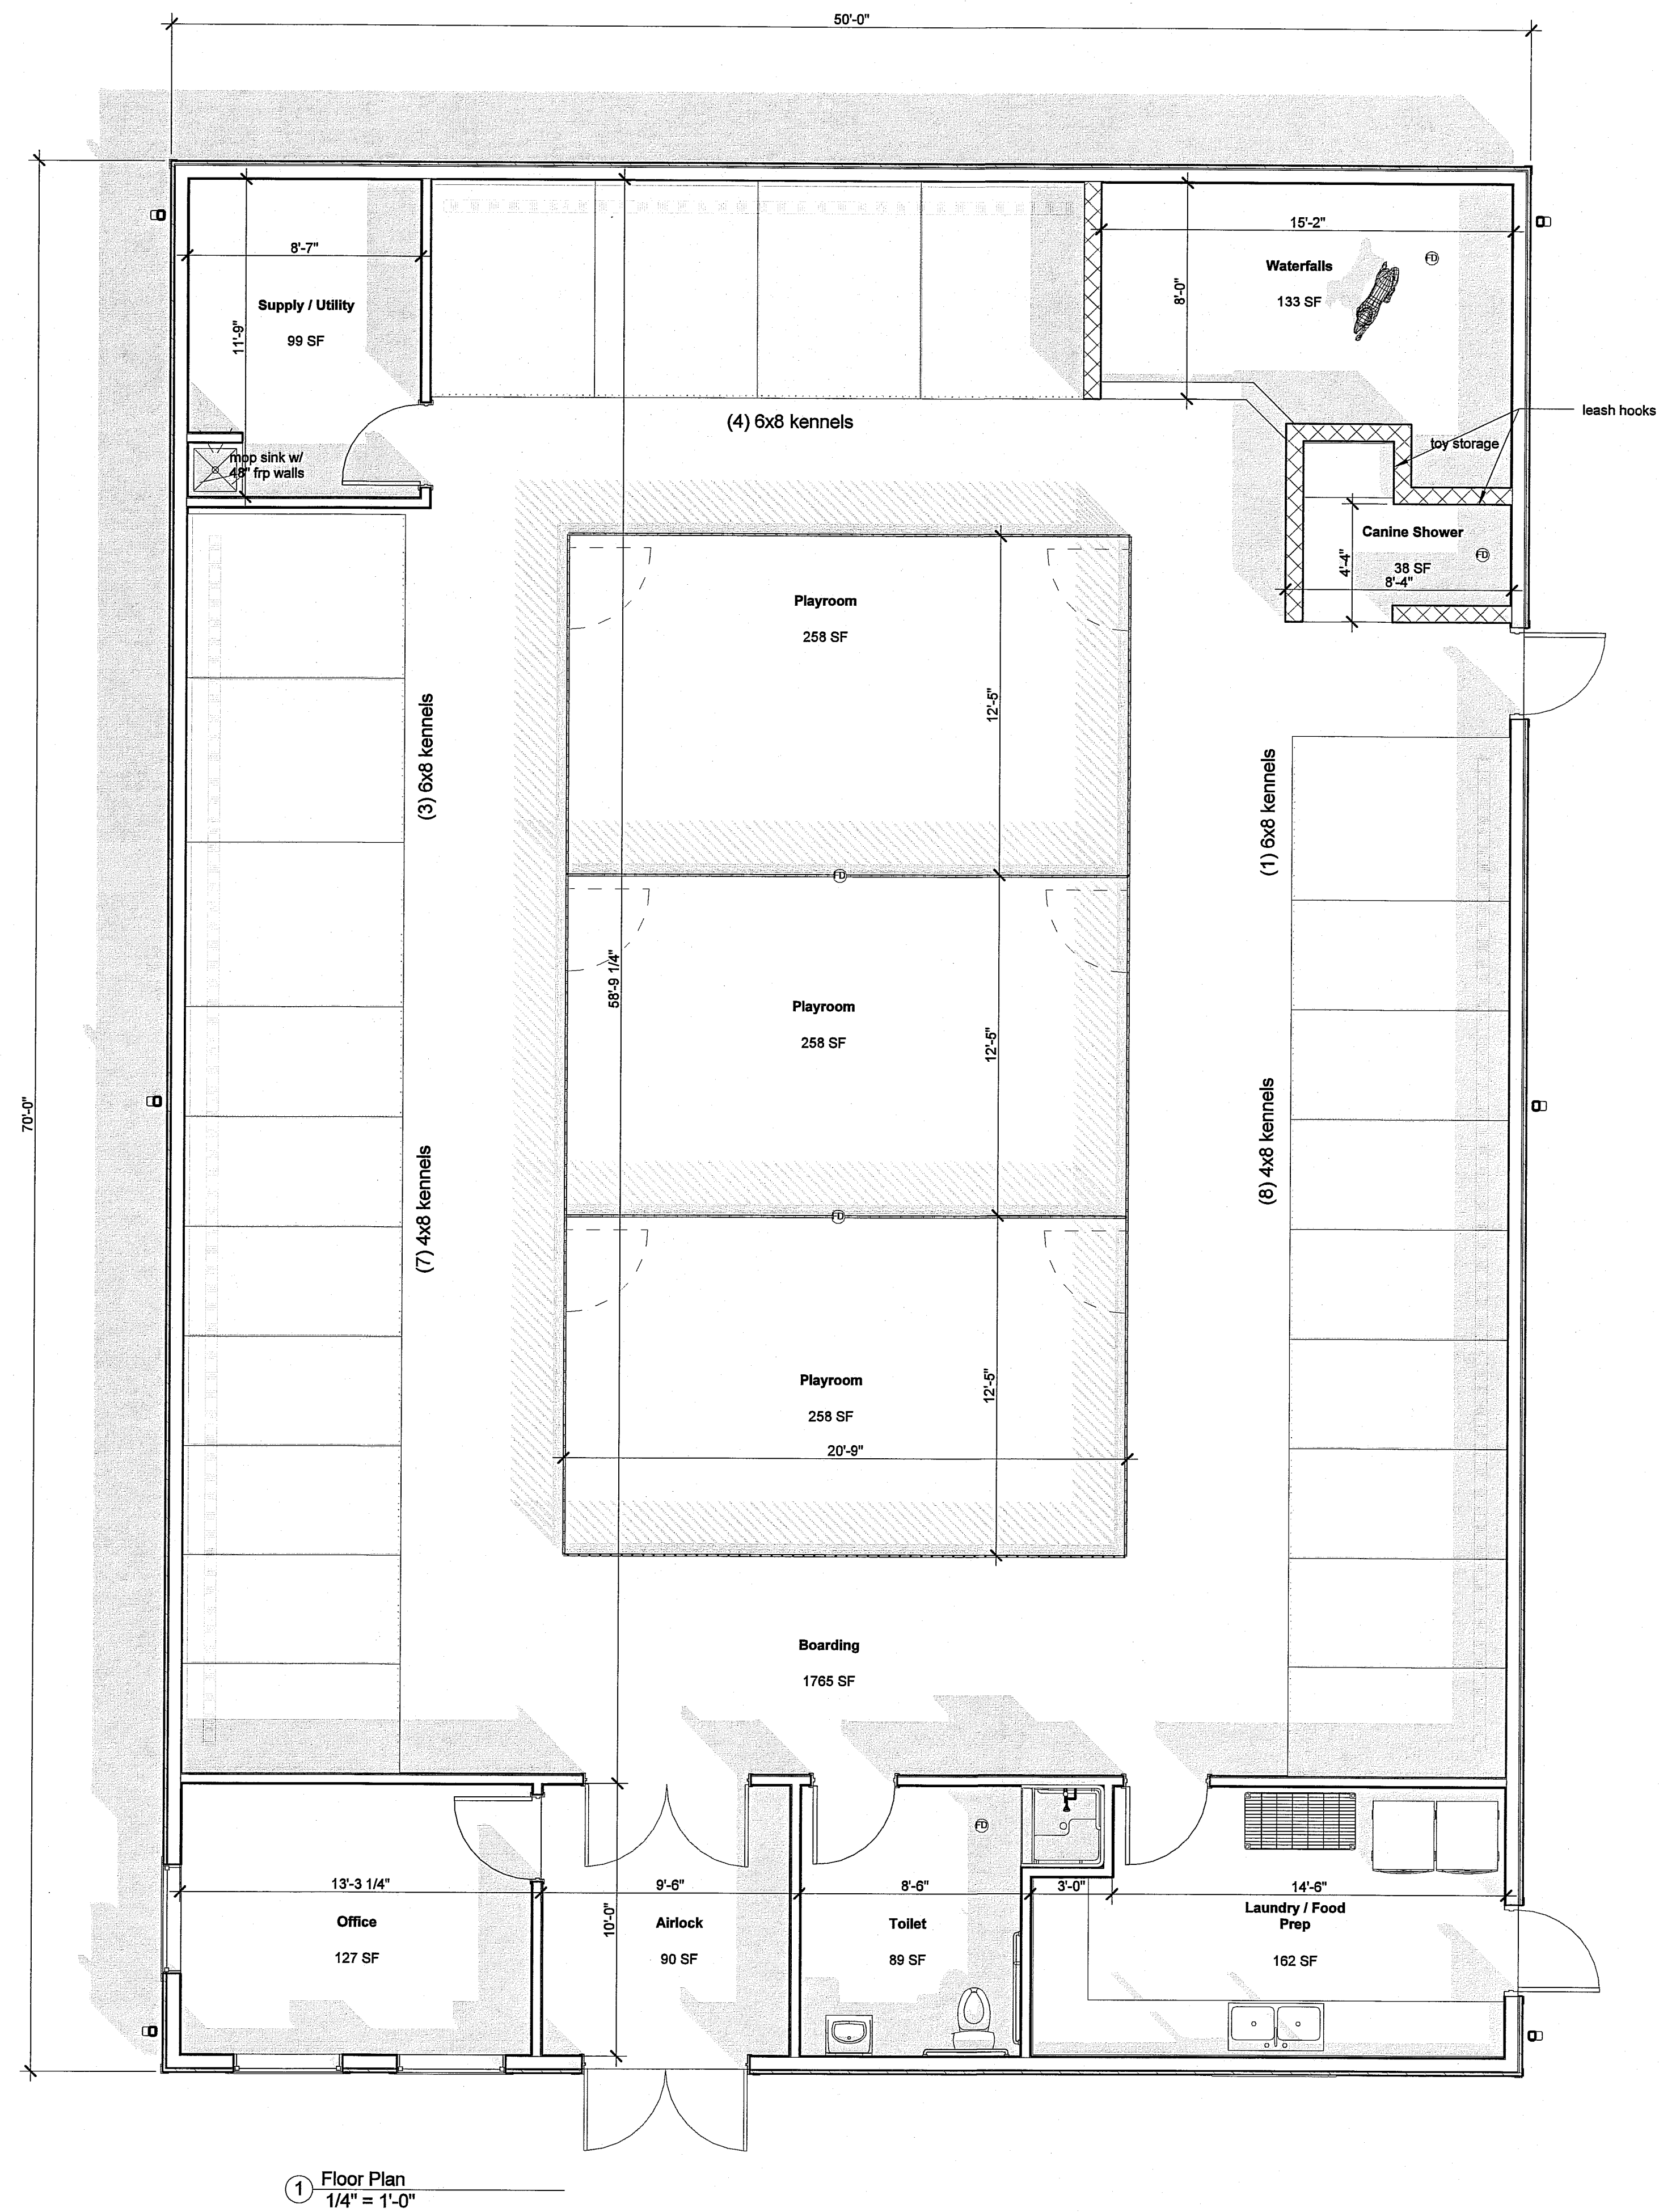 50'-0"
15'-2"
8'-7"
Waterfalls
FD
133 SF
8'-0"
Supply / Utility
99 SF
11'-9"
(4) 6x8 kennels
leash hooks
toy storage
mop sink w/
48" frp walls
Canine Shower
FD
38 SF
4'-4"
8'-4"
Playroom
258 SF
12'-5"
(3) 6x8 kennels
(1) 6x8 kennels
FD
58'-9 1/4"
Playroom
258 SF
12'-5"
70'-0"
(7) 4x8 kennels
(8) 4x8 kennels
FD
Playroom
258 SF
12'-5"
20'-9"
Boarding
1765 SF
FD
13'-3 1/4"
9'-6"
8'-6"
3'-0"
14'-6"
10'-0"
Office
127 SF
Airlock
90 SF
Toilet
89 SF
Laundry / Food
Prep
162 SF
1
Floor Plan
1/4" = 1'-0"